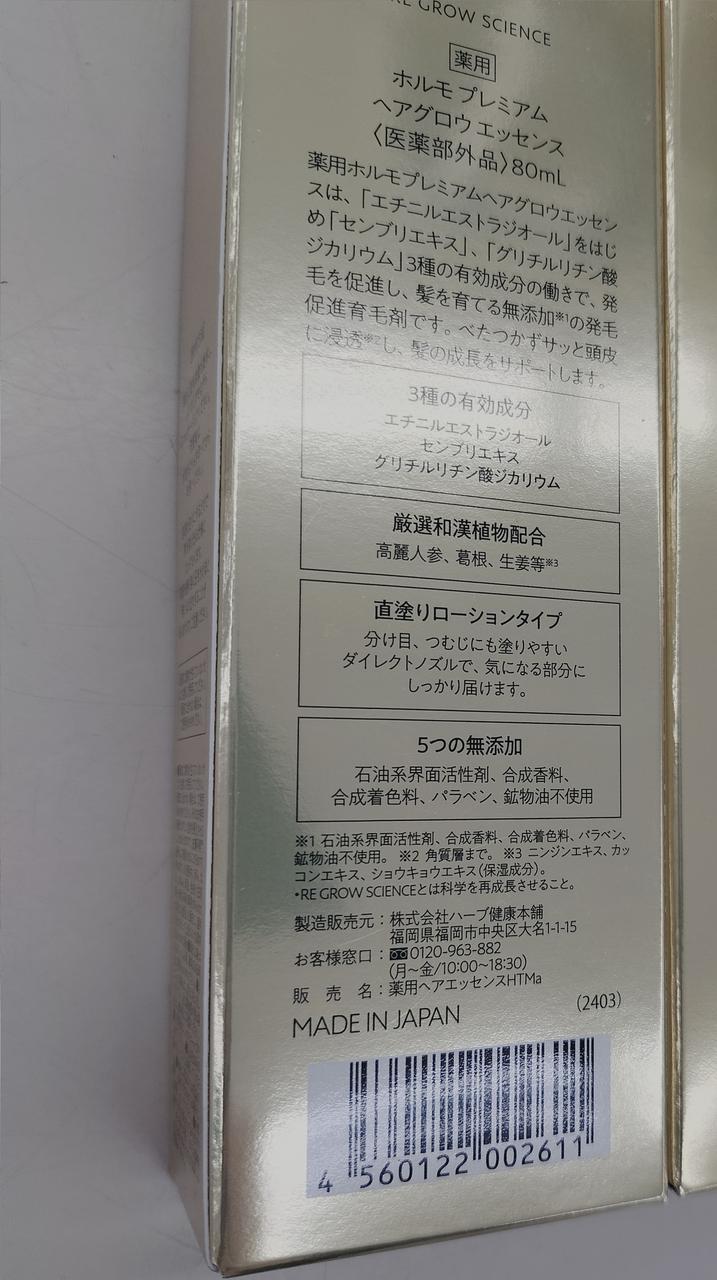 RE GROW SCIENCE
薬用
ホルモ プレミアム
ヘアグロウ エッセンス
〈医薬部外品〉80mL
薬用ホルモプレミアムヘアグロウエッセン
スは、「エチニルエストラジオール」をはじ
め「センブリエキス」、「グリチルリチン酸
ジカリウム」3種の有効成分の働きで、発
毛を促進し、髪を育てる無添加※1の発毛
促進育毛剤です。べたつかずサッと頭皮
に浸透※2し、髪の成長をサポートします。
3種の有効成分
エチニルエストラジオール
センブリエキス
グリチルリチン酸ジカリウム
厳選和漢植物配合
高麗人参、葛根、生姜等※3
直塗りローションタイプ
分け目、つむじにも塗りやすい
ダイレクトノズルで、気になる部分に
しっかり届けます。
5つの無添加
石油系界面活性剤、合成香料、
合成着色料、パラベン、鉱物油不使用
※1 石油系界面活性剤、合成香料、合成着色料、パラベン、
鉱物油不使用。 ※2 角質層まで。 ※3 ニンジンエキス、カッ
コンエキス、ショウキョウエキス(保湿成分)。
・RE GROW SCIENCEとは科学を再成長させること。
製造販売元：株式会社ハーブ健康本舗
福岡県福岡市中央区大名1-1-15
お客様窓口：0120-963-882
(月～金/10:00～18:30)
販 売 名：薬用ヘアエッセンスHTMa
(2403)
MADE IN JAPAN
4 560122 002611